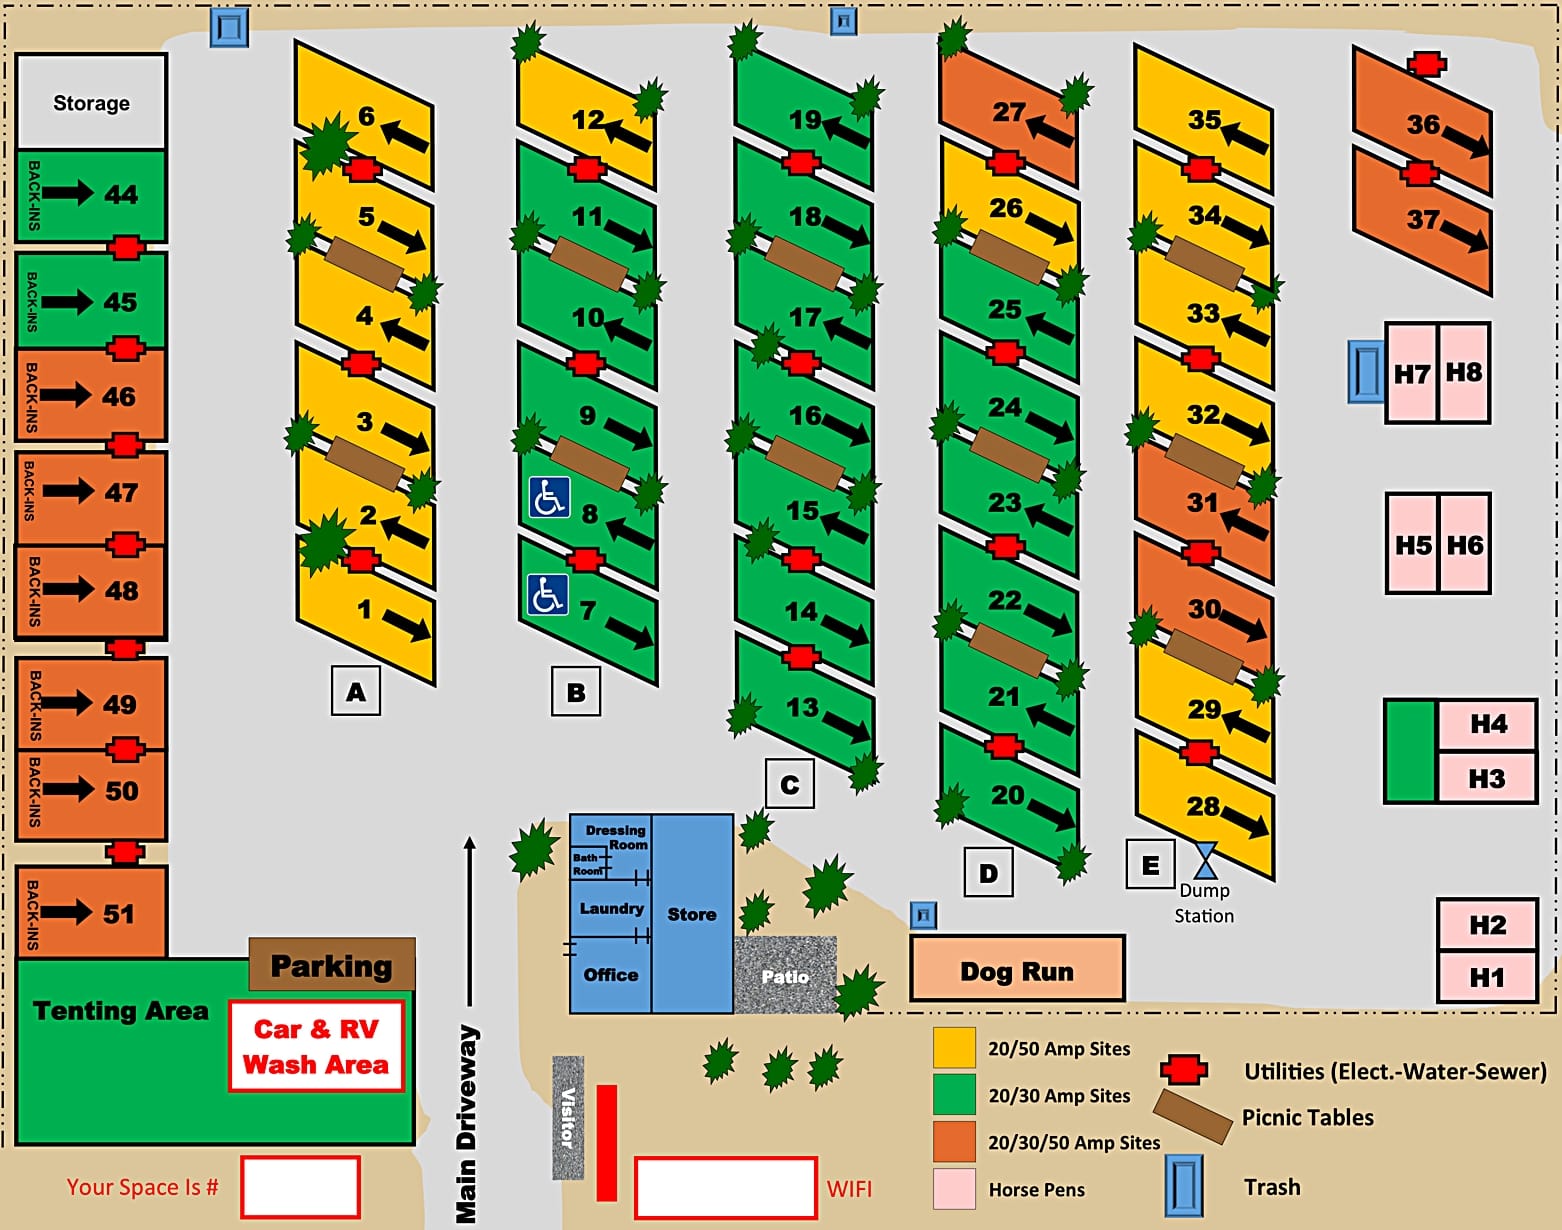 Storage
BACK-INS
44
BACK-INS
45
BACK-INS
46
BACK-INS
47
BACK-INS
48
BACK-INS
49
BACK-INS
50
BACK-INS
51
6
5
4
3
2
1
A
12
11
10
9
8
7
B
19
18
17
16
15
14
13
C
27
26
25
24
23
22
21
20
D
35
34
33
32
31
30
29
28
E
Dump
Station
36
37
H7
H8
H5
H6
H4
H3
H2
H1
Parking
Tenting Area
Car & RV
Wash Area
Main Driveway
Dressing
Room
Bath
Room
Laundry
Office
Store
Patio
Dog Run
Visitor
Your Space Is #
WIFI
20/50 Amp Sites
20/30 Amp Sites
20/30/50 Amp Sites
Horse Pens
Utilities (Elect.-Water-Sewer)
Picnic Tables
Trash